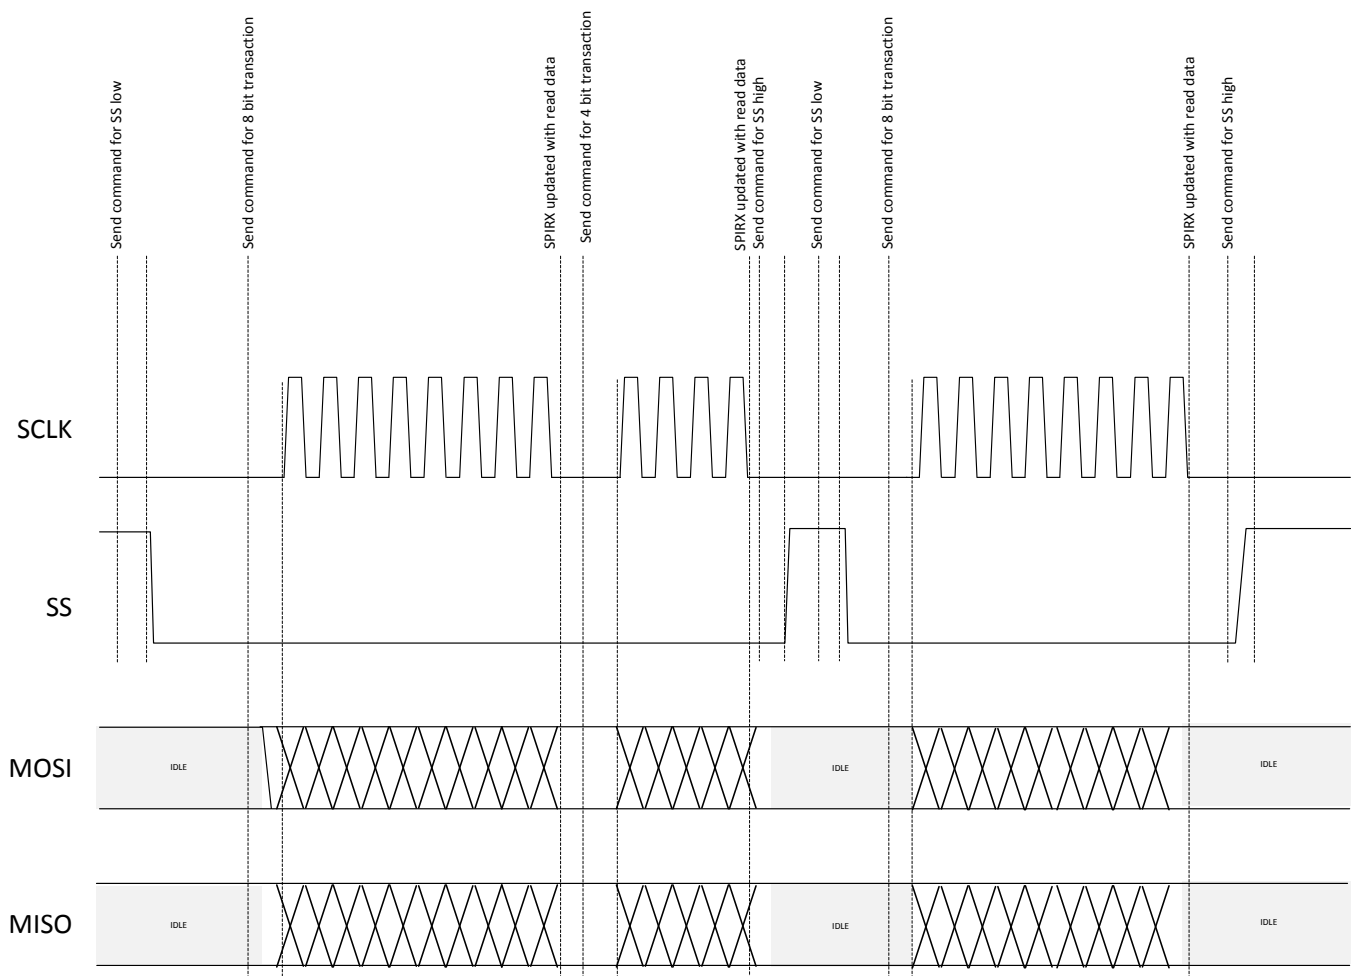 Send command for SS low
Send command for 8 bit transaction
SPIRX updated with read data
Send command for 4 bit transaction
SPIRX updated with read data
Send command for SS high
Send command for SS low
Send command for 8 bit transaction
SPIRX updated with read data
Send command for SS high
SCLK
SS
MOSI
IDLE
IDLE
IDLE
MISO
IDLE
IDLE
IDLE